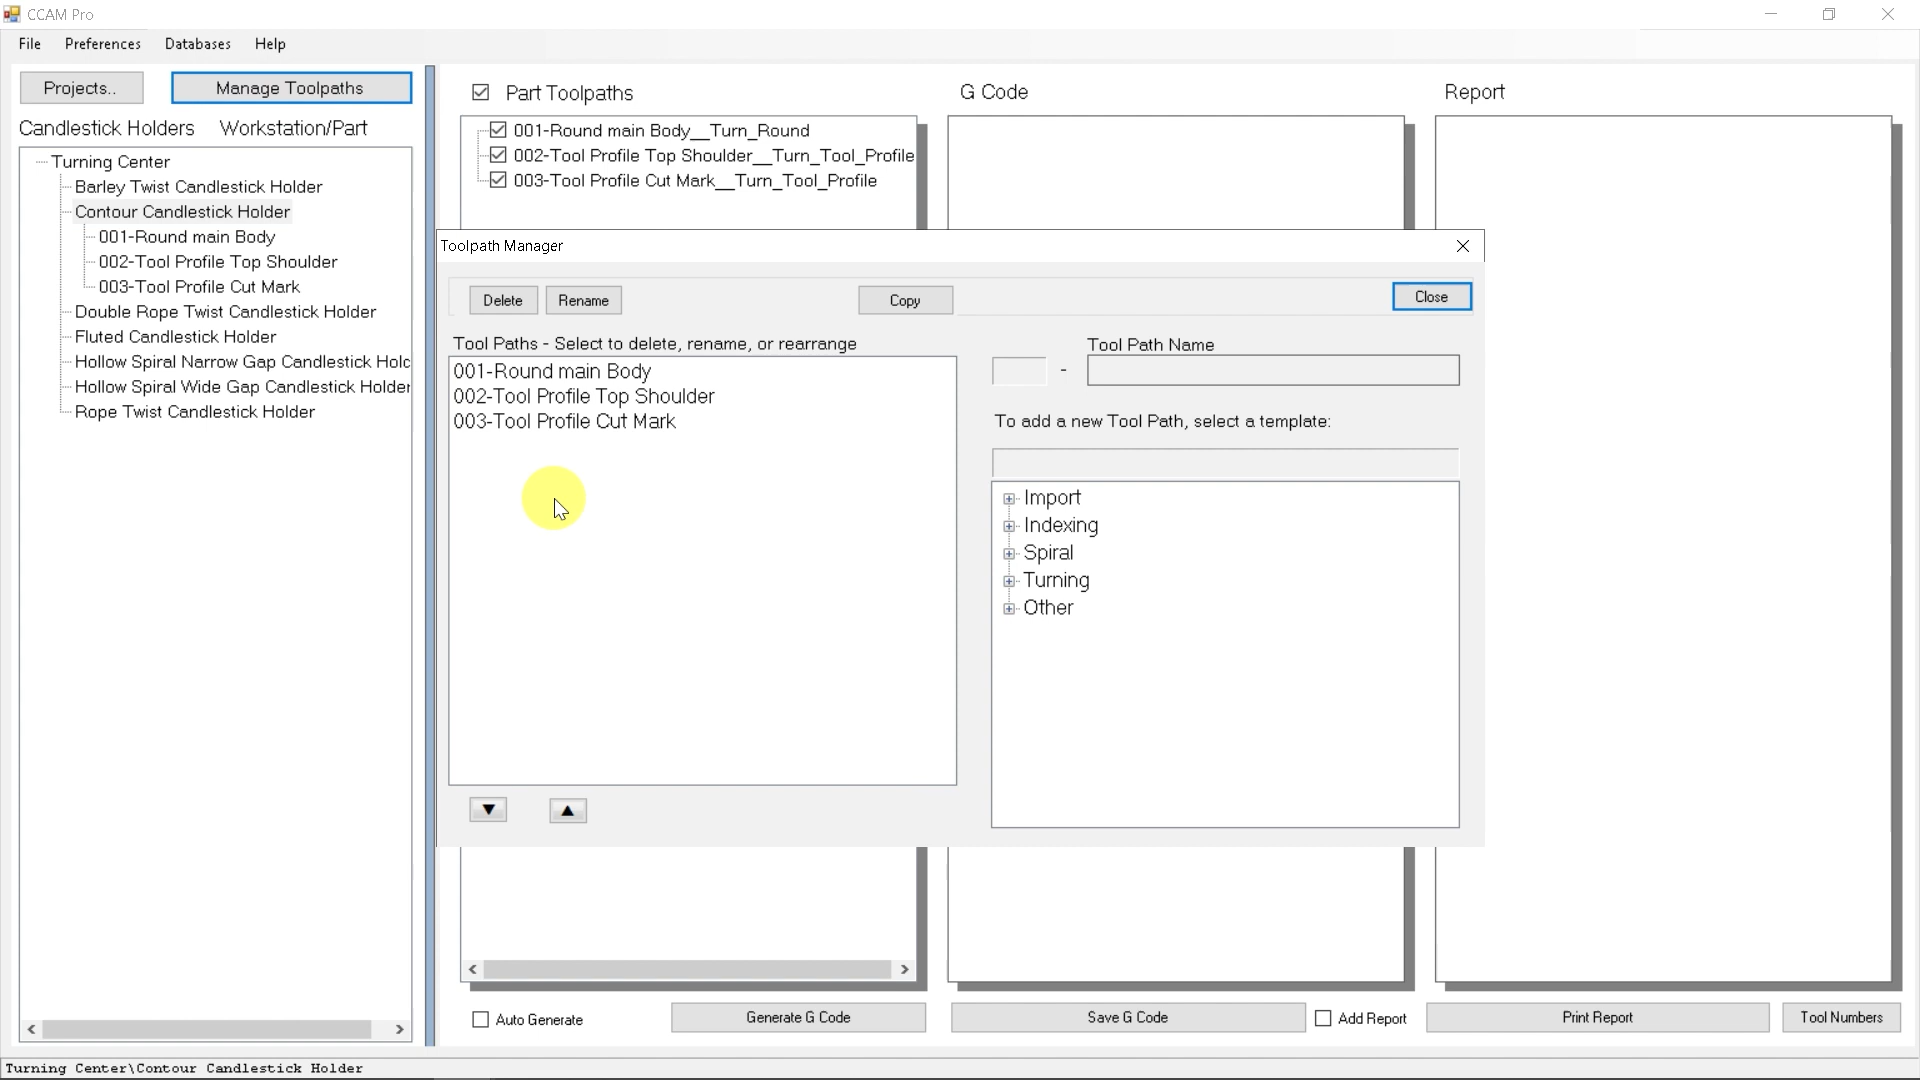 CCAM Pro
File Preferences Databases Help
Projects.. Manage Toolpaths
Candlestick Holders Workstation/Part
Turning Center
Barley Twist Candlestick Holder
Contour Candlestick Holder
001-Round main Body
002-Tool Profile Top Shoulder
003-Tool Profile Cut Mark
Double Rope Twist Candlestick Holder
Fluted Candlestick Holder
Hollow Spiral Narrow Gap Candlestick Holc
Hollow Spiral Wide Gap Candlestick Holder
Rope Twist Candlestick Holder
Part Toolpaths
001-Round main Body__Turn_Round
002-Tool Profile Top Shoulder__Turn_Tool_Profile
003-Tool Profile Cut Mark__Turn_Tool_Profile
G Code
Report
Toolpath Manager
Delete Rename Copy Close
Tool Paths - Select to delete, rename, or rearrange
001-Round main Body
002-Tool Profile Top Shoulder
003-Tool Profile Cut Mark
Tool Path Name
-
To add a new Tool Path, select a template:
Import
Indexing
Spiral
Turning
Other
Auto Generate Generate G Code Save G Code Add Report Print Report Tool Numbers
Turning Center\Contour Candlestick Holder